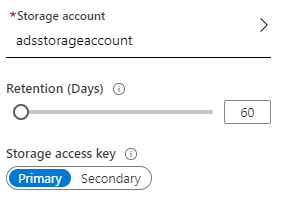 *Storage account
adsstorageaccount
Retention (Days)
60
Storage access key
Primary Secondary